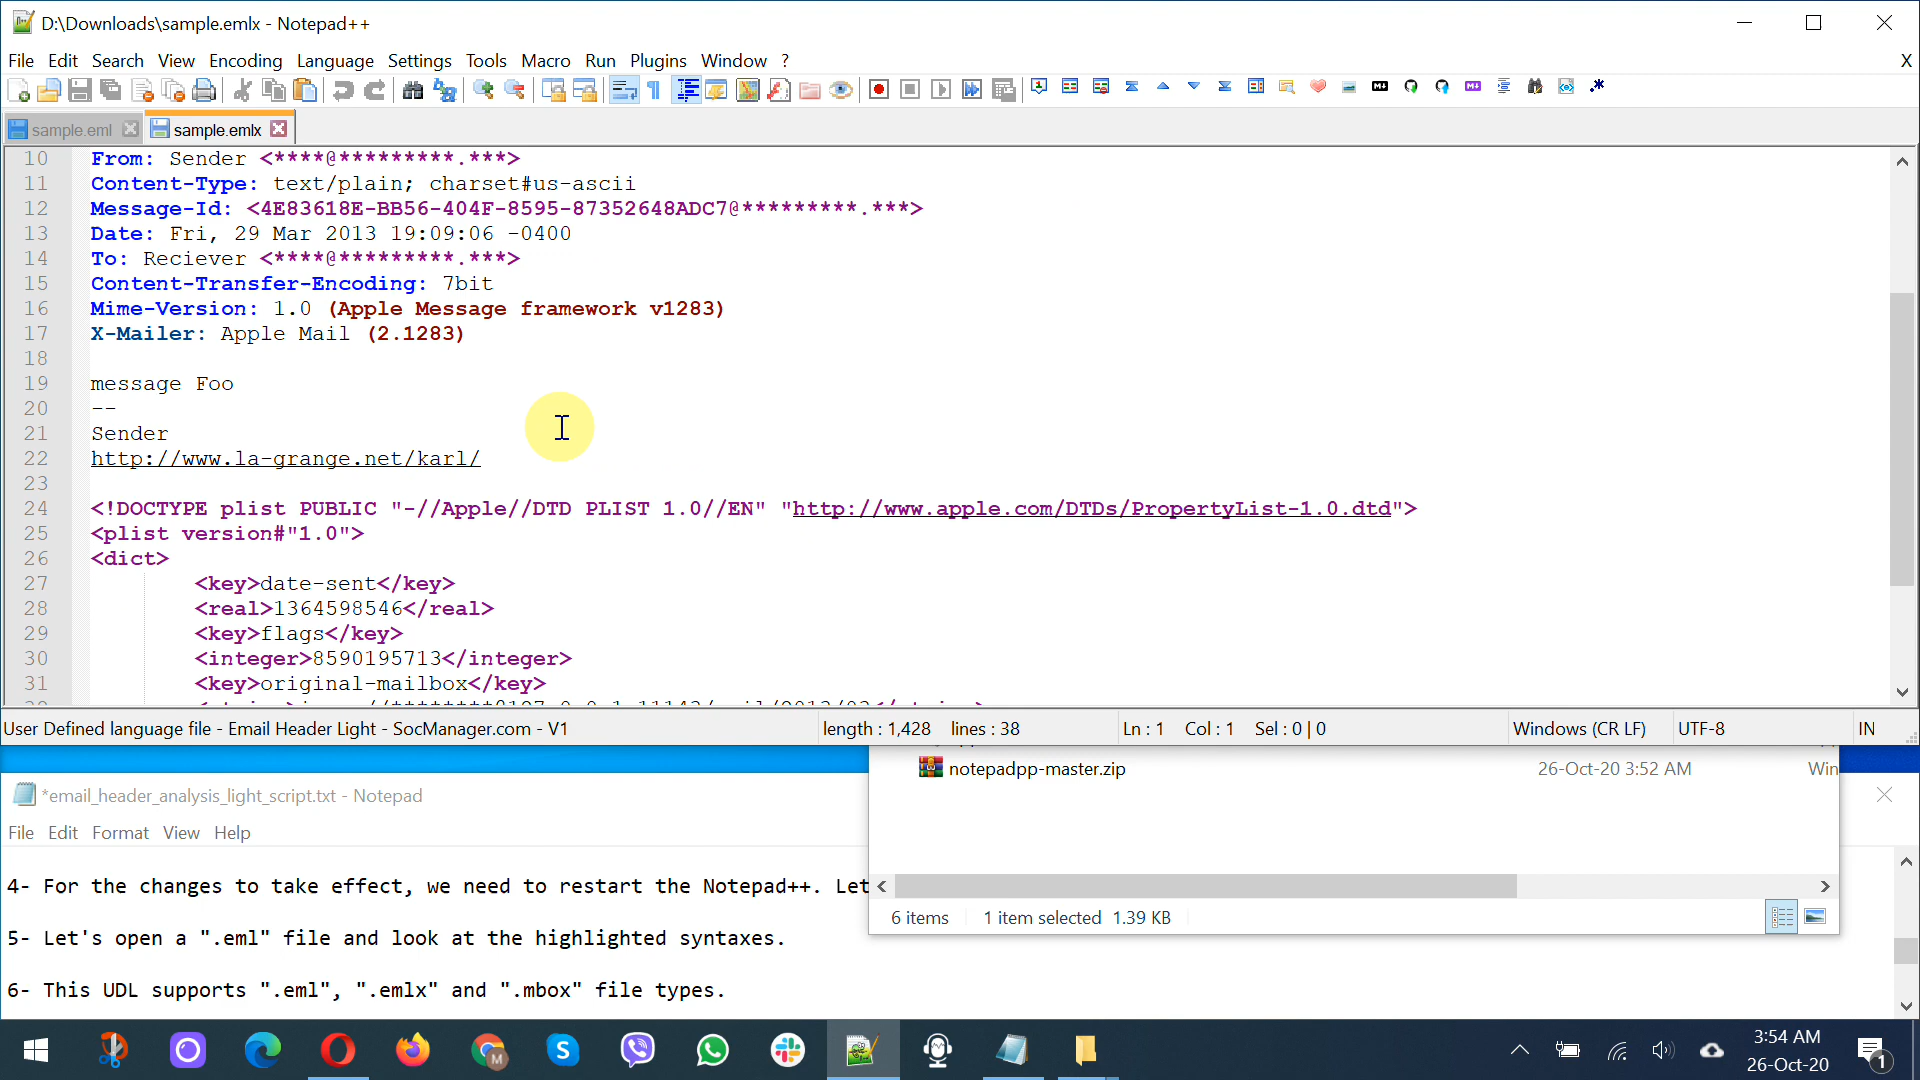 D:\Downloads\sample.emlx - Notepad++
File Edit Search View Encoding Language Settings Tools Macro Run Plugins Window ? X
sample.eml sample.emlx
10 From: Sender <****@*********.***>
11 Content-Type: text/plain; charset#us-ascii
12 Message-Id: <4E83618E-BB56-404F-8595-87352648ADC7@*********.***>
13 Date: Fri, 29 Mar 2013 19:09:06 -0400
14 To: Reciever <****@*********.***>
15 Content-Transfer-Encoding: 7bit
16 Mime-Version: 1.0 (Apple Message framework v1283)
17 X-Mailer: Apple Mail (2.1283)
18
19 message Foo
20 --
21 Sender
22 http://www.la-grange.net/karl/
23
24 <!DOCTYPE plist PUBLIC "-//Apple//DTD PLIST 1.0//EN" "http://www.apple.com/DTDs/PropertyList-1.0.dtd">
25 <plist version#"1.0">
26 <dict>
27 <key>date-sent</key>
28 <real>1364598546</real>
29 <key>flags</key>
30 <integer>8590195713</integer>
31 <key>original-mailbox</key>
User Defined language file - Email Header Light - SocManager.com - V1 length : 1,428 lines : 38 Ln : 1 Col : 1 Sel : 0 | 0 Windows (CR LF) UTF-8 IN
notepadpp-master.zip 26-Oct-20 3:52 AM Win
6 items 1 item selected 1.39 KB
*email_header_analysis_light_script.txt - Notepad
File Edit Format View Help
4- For the changes to take effect, we need to restart the Notepad++. Let
5- Let's open a ".eml" file and look at the highlighted syntaxes.
6- This UDL supports ".eml", ".emlx" and ".mbox" file types.
3:54 AM
26-Oct-20
1